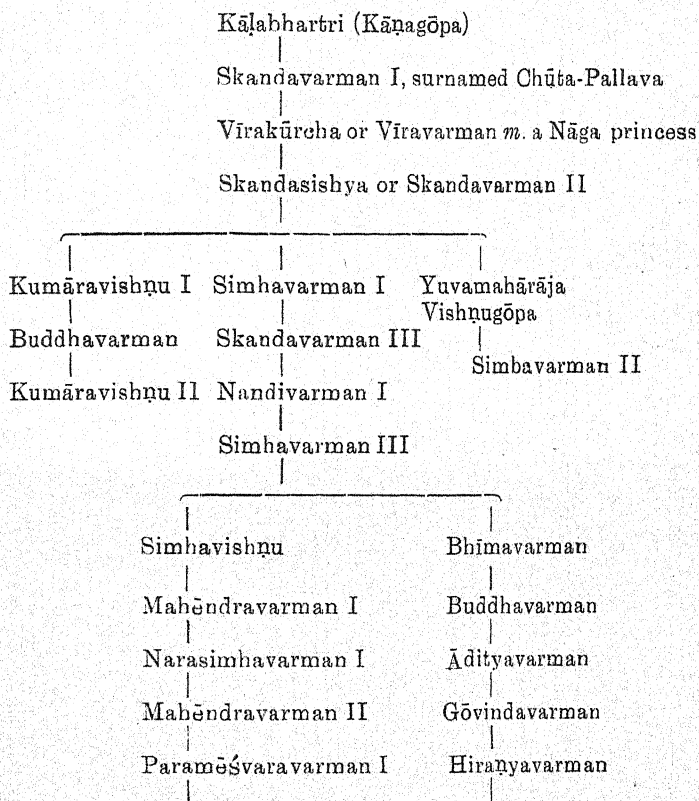 Kāḷabhartri (Kāṇagōpa)
Skandavarman I, surnamed Chūta-Pallava
Vīrakūrcha or Vīravarman m. a Nāga princess
Skandasishya or Skandavarman II
Kumāravishṇu I Simhavarman I Yuvamahārāja
Vishṇugōpa
Buddhavarman Skandavarman III
Simbavarman II
Kumāravishṇu II Nandivarman I
Simhavarman III
Simhavishṇu Bhīmavarman
Mahēndravarman I Buddhavarman
Narasimhavarman I Ādityavarman
Mahēndravarman II Gōvindavarman
Paramēśvaravarman I Hiraṇyavarman